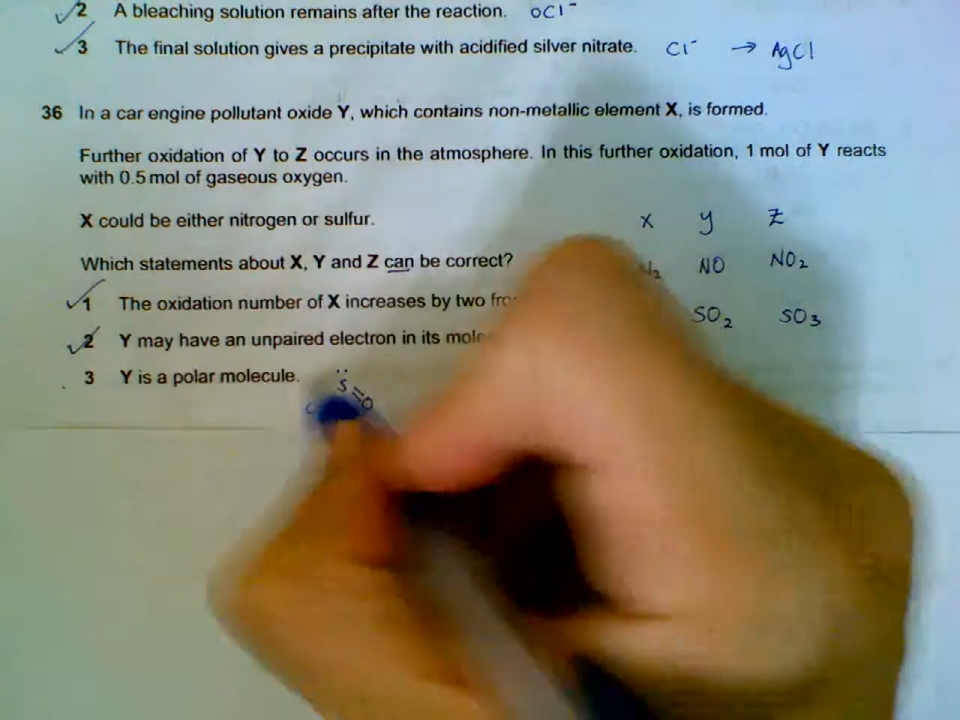 2 A bleaching solution remains after the reaction. OCl⁻
3 The final solution gives a precipitate with acidified silver nitrate. Cl⁻ → AgCl
36 In a car engine pollutant oxide Y, which contains non-metallic element X, is formed.
Further oxidation of Y to Z occurs in the atmosphere. In this further oxidation, 1 mol of Y reacts
with 0.5 mol of gaseous oxygen.
X could be either nitrogen or sulfur. X Y Z
Which statements about X, Y and Z can be correct? NO NO₂
1 The oxidation number of X increases by two SO₂ SO₃
2 Y may have an unpaired electron in its
3 Y is a polar molecule. S=O